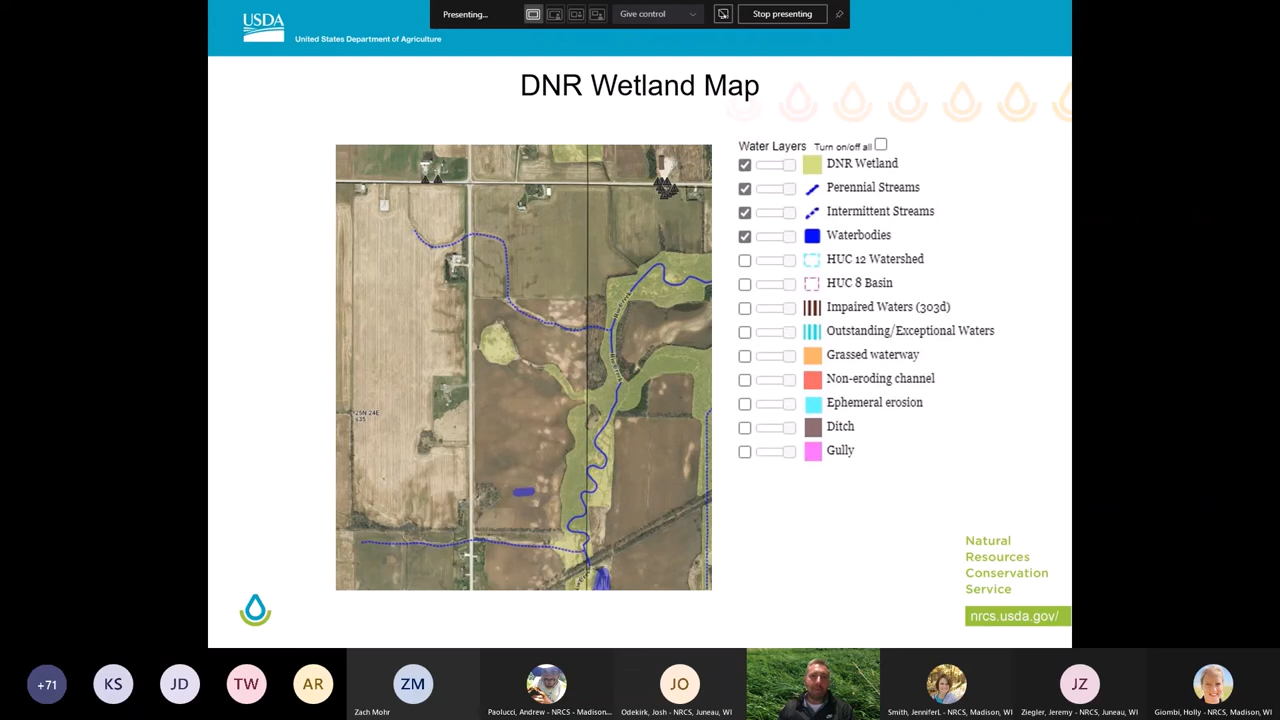 Presenting...
Give control
Stop presenting
USDA
United States Department of Agriculture
DNR Wetland Map
Water Layers Turn on/off all
DNR Wetland
Perennial Streams
Intermittent Streams
Waterbodies
HUC 12 Watershed
HUC 8 Basin
Impaired Waters (303d)
Outstanding/Exceptional Waters
Grassed waterway
Non-eroding channel
Ephemeral erosion
Ditch
Gully
Natural
Resources
Conservation
Service
nrcs.usda.gov/
+71
KS
JD
TW
AR
ZM
JO
JZ
Zach Mohr
Paolucci, Andrew - NRCS - Madison...
Odekirk, Josh - NRCS, Juneau, WI
Smith, JenniferL - NRCS, Madison, WI
Ziegler, Jeremy - NRCS, Juneau, WI
Giombi, Holly - NRCS, Madison, WI